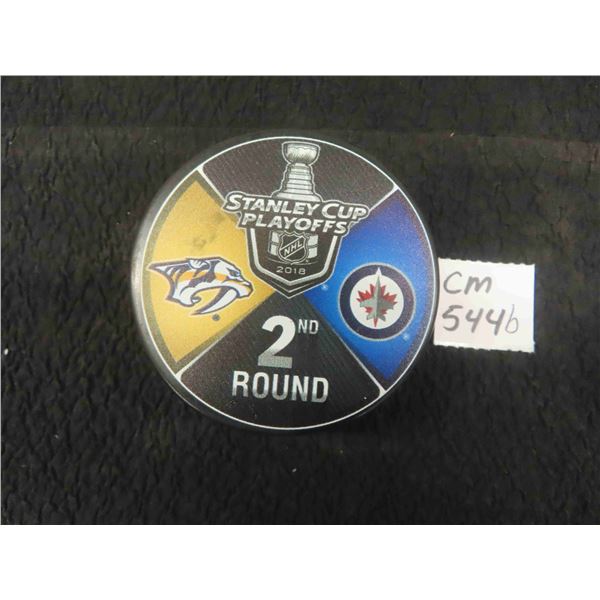 STANLEY CUP
PLAYOFFS
NHL
2018
2ND
ROUND
CM
544b